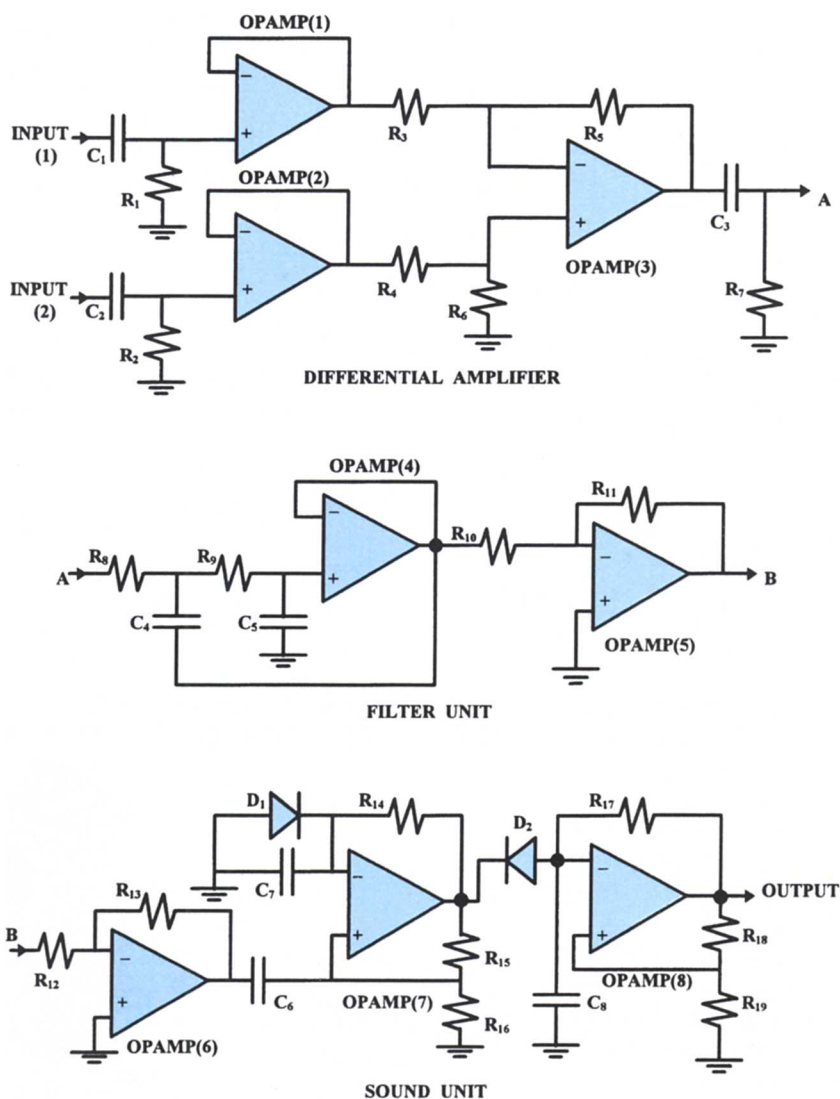 OPAMP(1)
−
+
INPUT
(1)
C₁
R₁
R₃
R₅
OPAMP(2)
−
+
−
+
C₃
A
INPUT
(2)
C₂
R₂
R₄
R₆
OPAMP(3)
R₇
DIFFERENTIAL AMPLIFIER
OPAMP(4)
−
+
R₁₁
R₁₀
A
R₈
R₉
−
+
B
C₄
C₅
OPAMP(5)
FILTER UNIT
D₁
R₁₄
D₂
R₁₇
C₇
−
+
−
+
OUTPUT
R₁₃
B
R₁₂
−
+
R₁₅
R₁₈
C₆
OPAMP(7)
OPAMP(8)
C₈
R₁₆
R₁₉
OPAMP(6)
SOUND UNIT